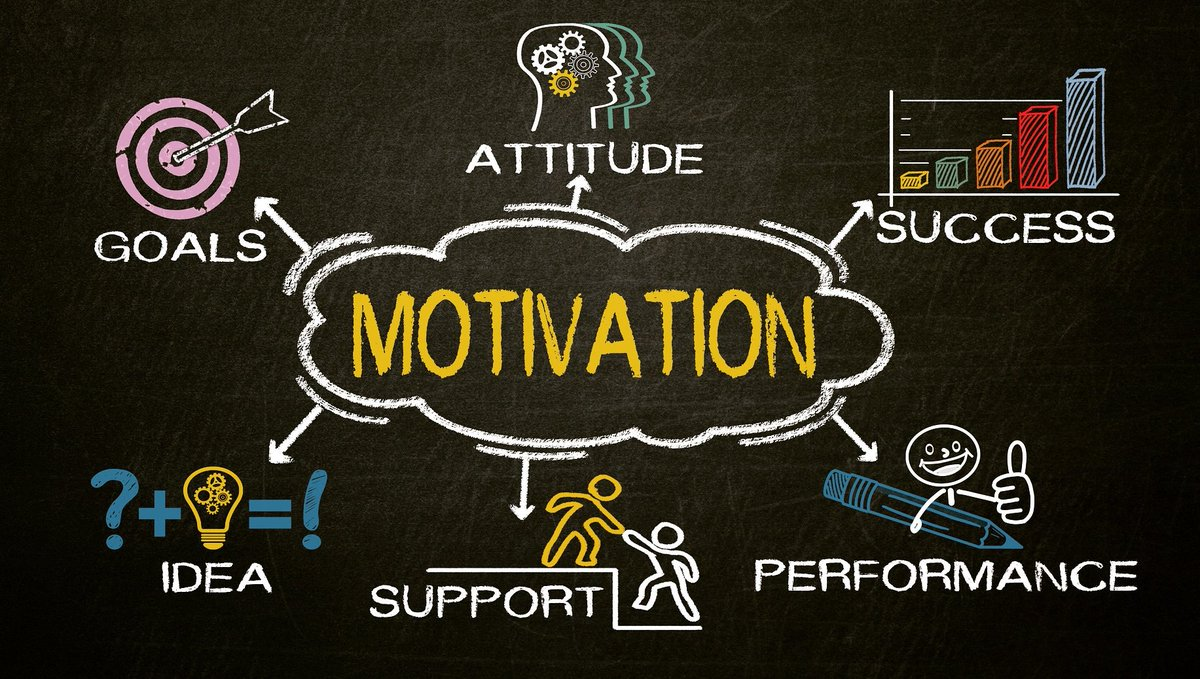 ATTITUDE
GOALS
SUCCESS
MOTIVATION
? + = !
IDEA
SUPPORT
PERFORMANCE